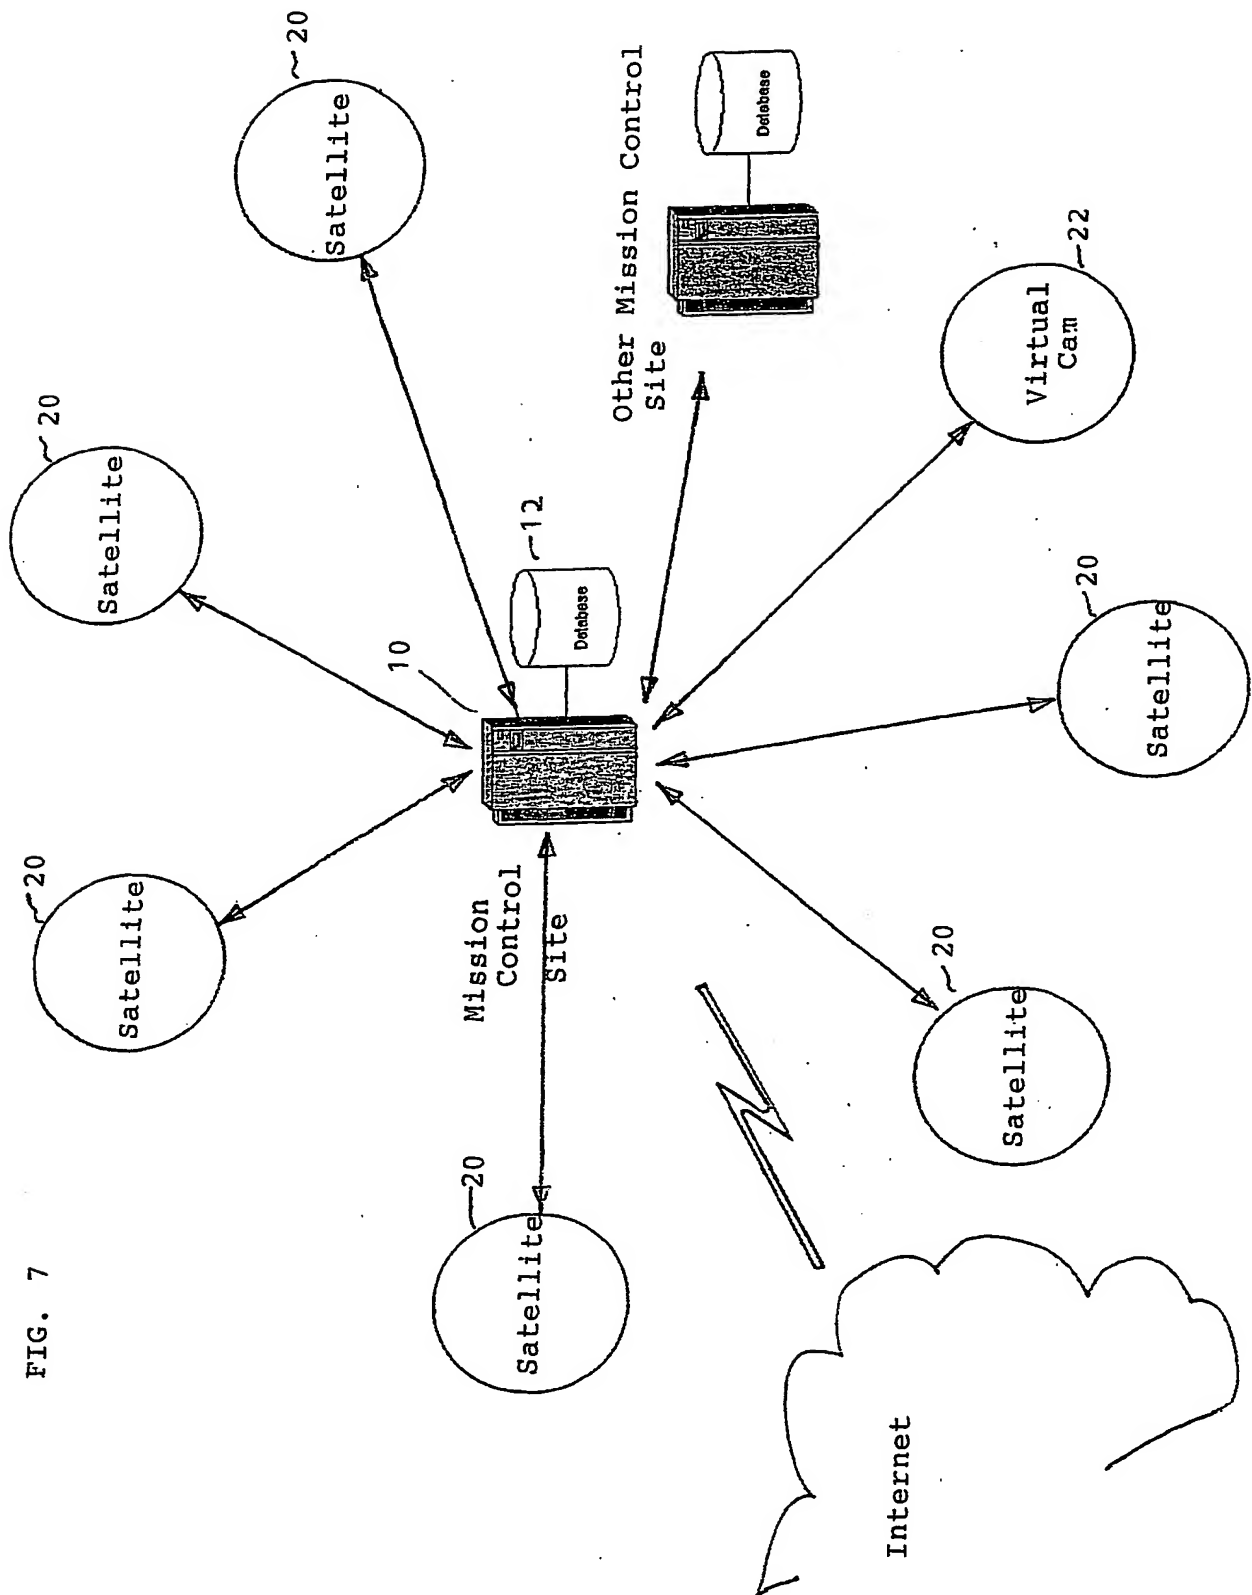 FIG. 7
Satellite
20
Satellite
20
Satellite
20
Satellite
20
Mission
Control
Site
10
Database
12
Other Mission Control
Site
Database
Internet
Satellite
20
Satellite
20
Virtual
Cam
22